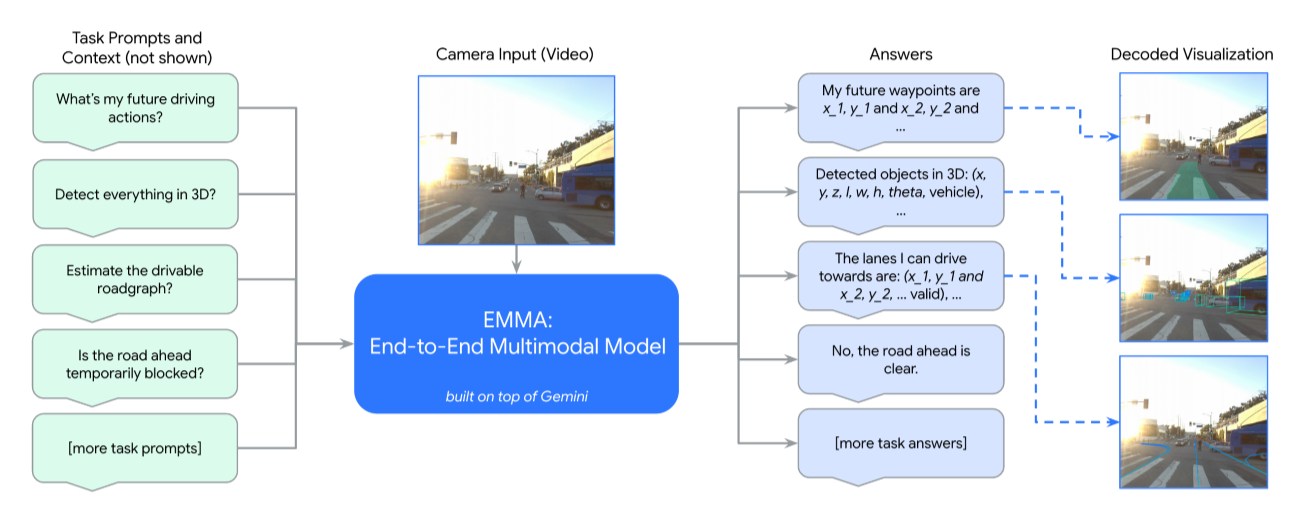 Task Prompts and
Context (not shown)
What's my future driving
actions?
Detect everything in 3D?
Estimate the drivable
roadgraph?
Is the road ahead
temporarily blocked?
[more task prompts]
Camera Input (Video)
EMMA:
End-to-End Multimodal Model
built on top of Gemini
Answers
My future waypoints are
x_1, y_1 and x_2, y_2 and
...
Detected objects in 3D: (x,
y, z, l, w, h, theta, vehicle),
...
The lanes I can drive
towards are: (x_1, y_1 and
x_2, y_2, ... valid), ...
No, the road ahead is
clear.
[more task answers]
Decoded Visualization